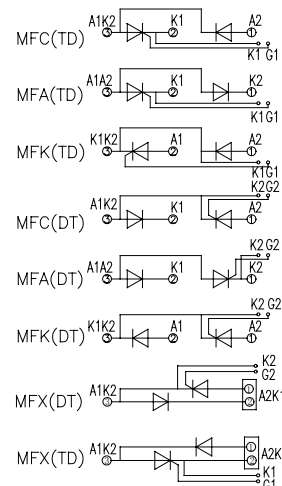 A1K2 K1 A2
MFC(TD) 3 2 1
K1 G1
A1A2 K1 K2
MFA(TD) 3 2 1
K1G1
K1K2 A1 A2
MFK(TD) 3 2 1
K1G1
K2G2
A1K2 K1 A2
MFC(DT) 3 2 1
K2 G2
A1A2 K1 K2
MFA(DT) 3 2 1
K2 G2
K1K2 A1 A2
MFK(DT) 3 2 1
K2
G2
A1K2 1 A2K1
MFX(DT) 3 2
A1K2 1 A2K
MFX(TD) 3 2
K1
G1